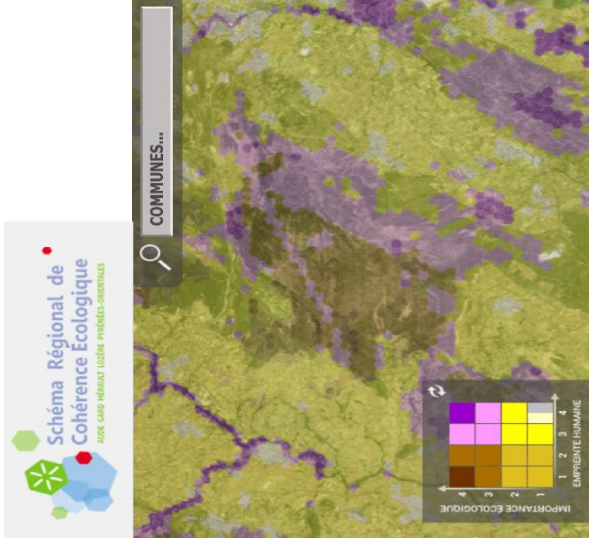 Schéma Régional de
Cohérence Ecologique
AUDE GARD HÉRAULT LOZÈRE PYRÉNÉES-ORIENTALES
COMMUNES...
IMPORTANCE ECOLOGIQUE
4
3
2
1
1 2 3 4
EMPREINTE HUMAINE